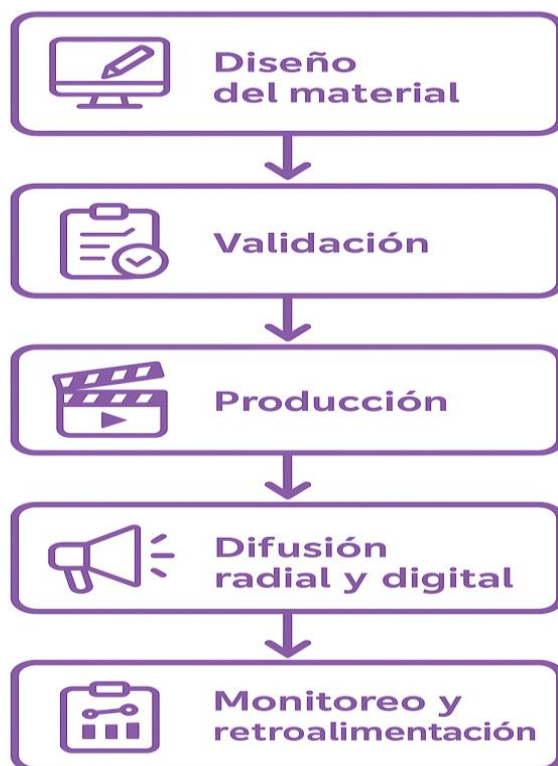 Diseño
del material
Validación
Producción
Difusión
radial y digital
Monitoreo y
retroalimentación